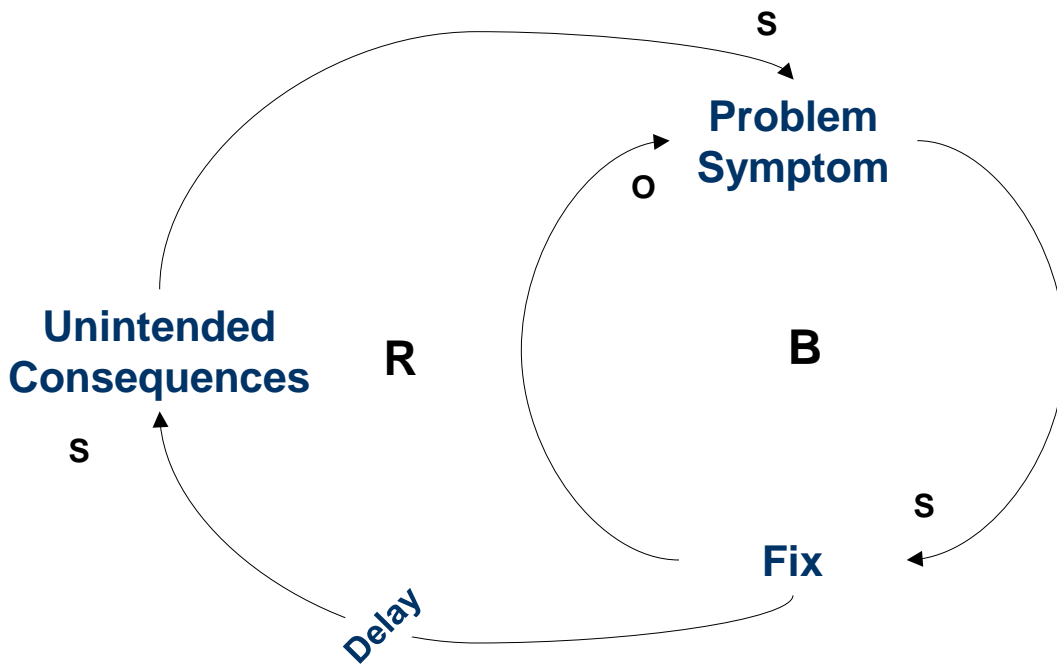 S
Problem
Symptom
O
Unintended
Consequences
R
B
S
S
Fix
Delay